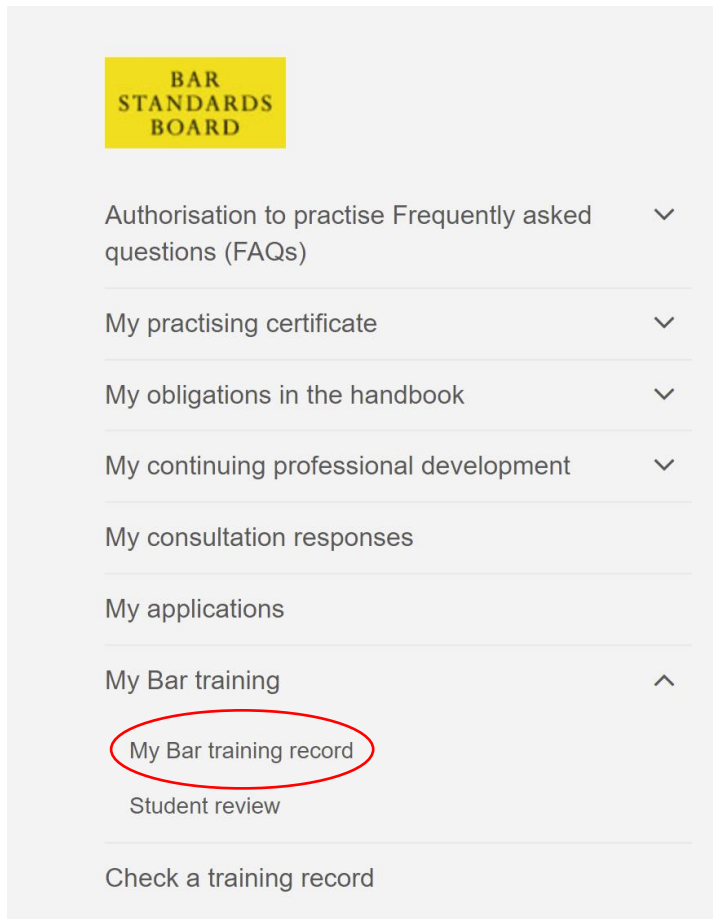 BAR
STANDARDS
BOARD
Authorisation to practise Frequently asked
questions (FAQs)
My practising certificate
My obligations in the handbook
My continuing professional development
My consultation responses
My applications
My Bar training
My Bar training record
Student review
Check a training record